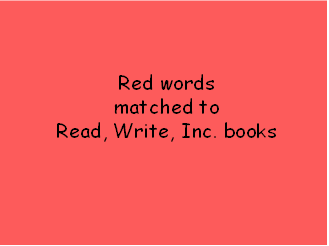 Red words
matched to
Read, Write, Inc. books